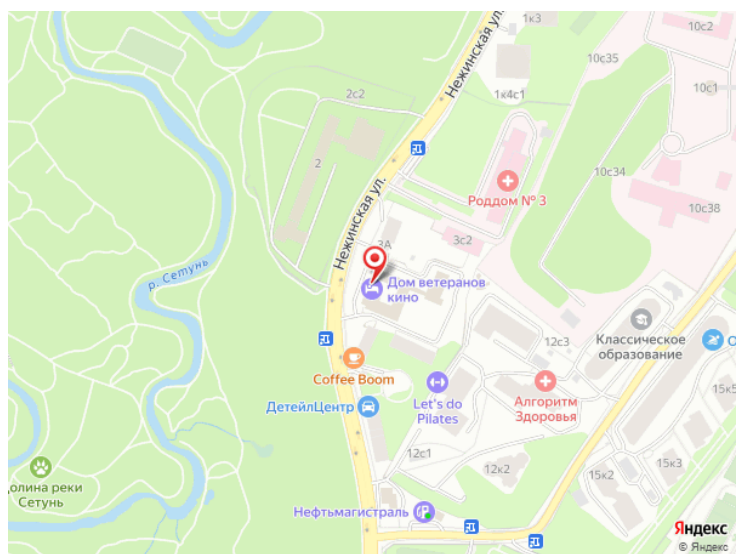 1к3
10с2
Нежинская ул.
10с35
10с1
2с2
1к4с1
2
10с34
Роддом № 3
10с38
Нежинская ул.
3А
3с2
р. Сетунь
Дом ветеранов
кино
Классическое
образование
12с3
О
Coffee Boom
ДетейлЦентр
Let's do
Pilates
Алгоритм
Здоровья
15к5
12с1
15к3
15к2
12к2
олина реки
Сетунь
Нефтьмагистраль
Яндекс
© Яндекс